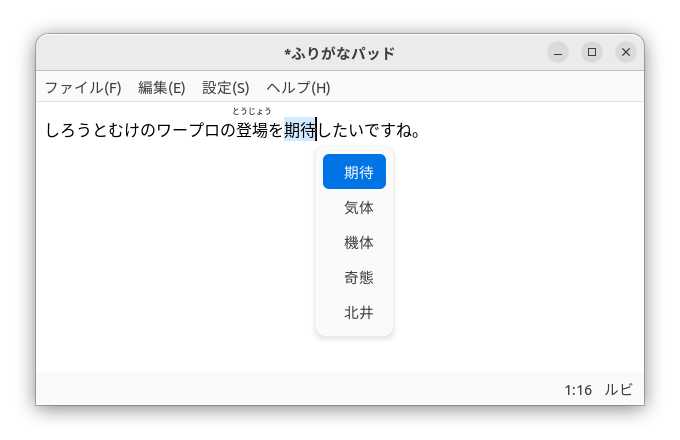 *ふりがなパッド
ファイル(F) 編集(E) 設定(S) ヘルプ(H)
とうじょう
しろうとむけのワープロの登場を期待したいですね。
期待
気体
機体
奇態
北井
1:16 ルビ